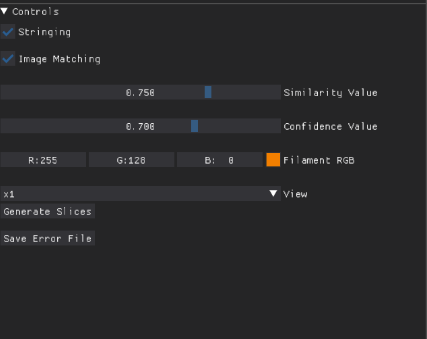 Controls
Stringing
Image Matching
0.750 Similarity Value
0.700 Confidence Value
R:255 G:128 B: 0 Filament RGB
x1 View
Generate Slices
Save Error File